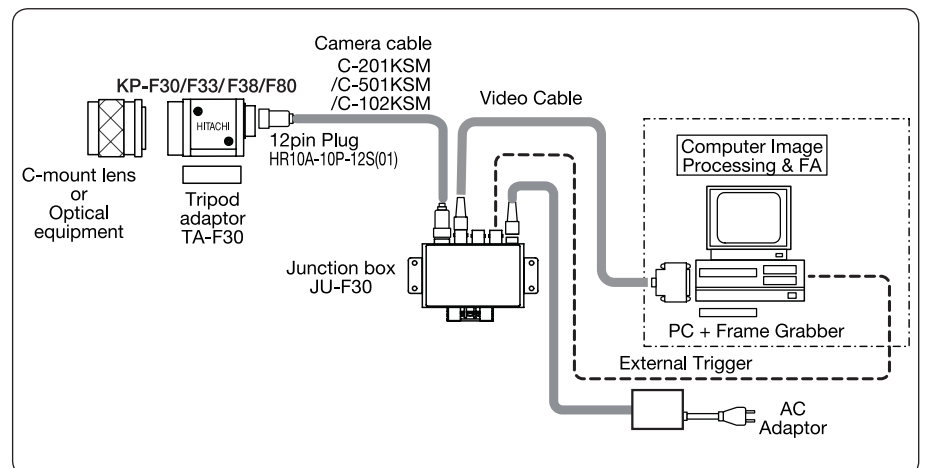 Camera cable
C-201KSM
/C-501KSM
/C-102KSM
KP-F30/F33/F38/F80
HITACHI
12pin Plug
HR10A-10P-12S(01)
Video Cable
Computer Image
Processing & FA
C-mount lens
or
Optical
equipment
Tripod
adaptor
TA-F30
Junction box
JU-F30
PC + Frame Grabber
External Trigger
AC
Adaptor